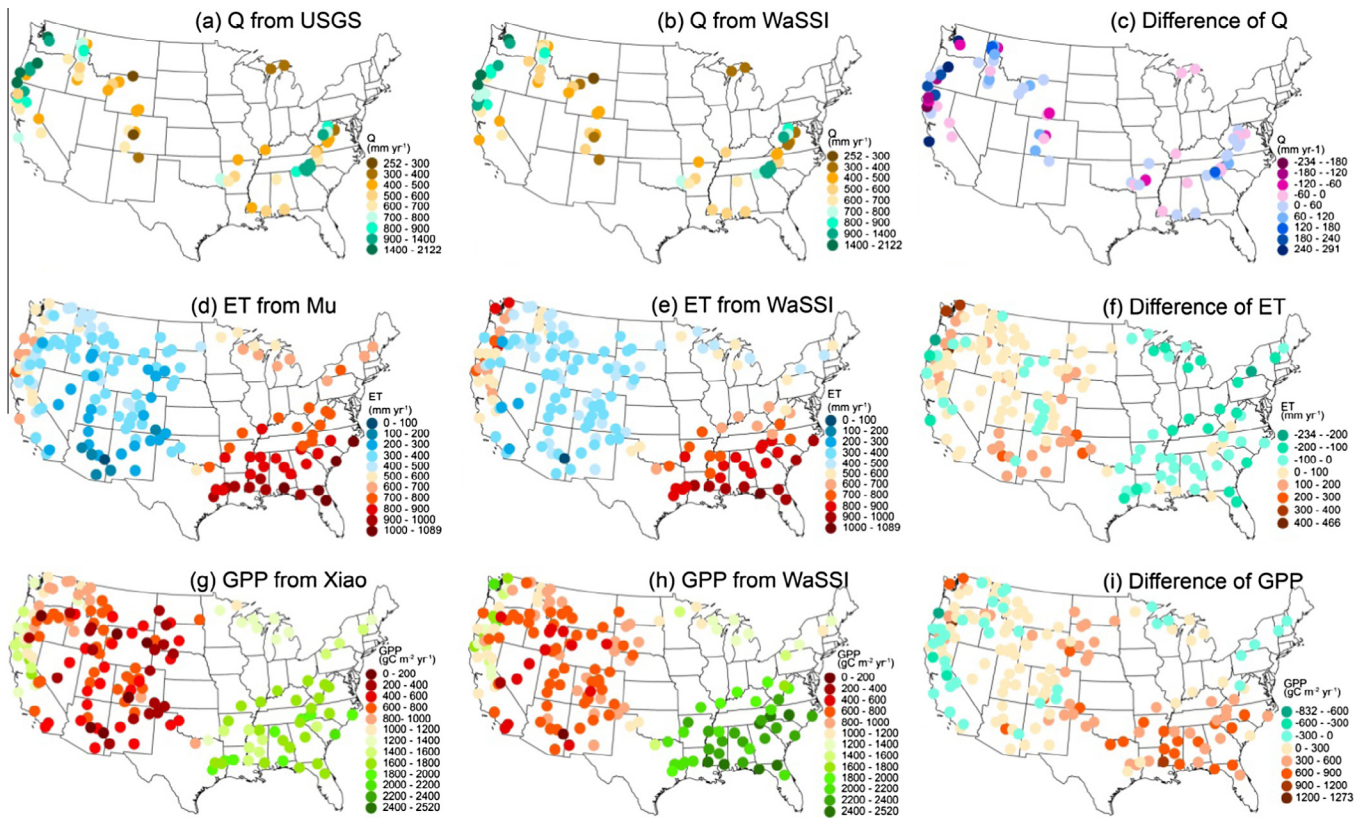 (a) Q from USGS
(b) Q from WaSSI
(c) Difference of Q
Q
(mm yr-1)
252 - 300
300 - 400
400 - 500
500 - 600
600 - 700
700 - 800
800 - 900
900 - 1400
1400 - 2122
Q
(mm yr-1)
252 - 300
300 - 400
400 - 500
500 - 600
600 - 700
700 - 800
800 - 900
900 - 1400
1400 - 2122
Q
(mm yr-1)
-234 - -180
-180 - -120
-120 - -60
-60 - 0
0 - 60
60 - 120
120 - 180
180 - 240
240 - 291
(d) ET from Mu
(e) ET from WaSSI
(f) Difference of ET
ET
(mm yr-1)
0 - 100
100 - 200
200 - 300
300 - 400
400 - 500
500 - 600
600 - 700
700 - 800
800 - 900
900 - 1000
1000 - 1089
ET
(mm yr-1)
0 - 100
100 - 200
200 - 300
300 - 400
400 - 500
500 - 600
600 - 700
700 - 800
800 - 900
900 - 1000
1000 - 1089
ET
(mm yr-1)
-234 - -200
-200 - -100
-100 - 0
0 - 100
100 - 200
200 - 300
300 - 400
400 - 466
(g) GPP from Xiao
(h) GPP from WaSSI
(i) Difference of GPP
GPP
(gC m-2 yr-1)
0 - 200
200 - 400
400 - 600
600 - 800
800- 1000
1000 - 1200
1200 - 1400
1400 - 1600
1600 - 1800
1800 - 2000
2000 - 2200
2200 - 2400
2400 - 2520
GPP
(gC m-2 yr-1)
0 - 200
200 - 400
400 - 600
600 - 800
800- 1000
1000 - 1200
1200 - 1400
1400 - 1600
1600 - 1800
1800 - 2000
2000 - 2200
2200 - 2400
2400 - 2520
GPP
(gC m-2 yr-1)
-832 - -600
-600 - -300
-300 - 0
0 - 300
300 - 600
600 - 900
900 - 1200
1200 - 1273